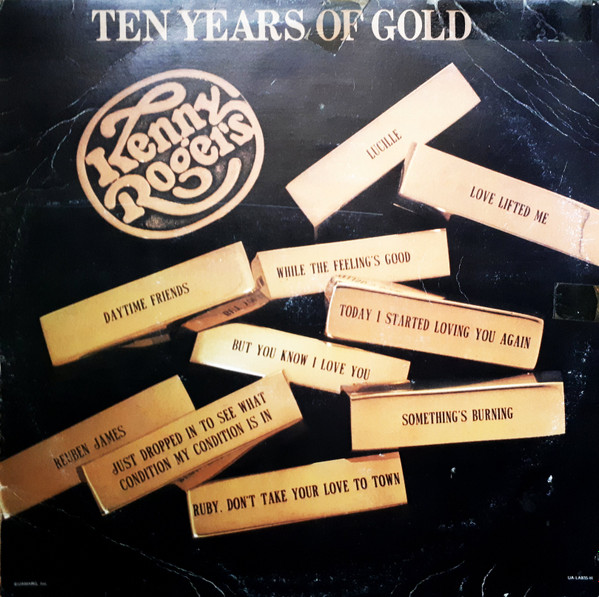 TEN YEARS OF GOLD
Kenny
Rogers
LUCILLE
LOVE LIFTED ME
WHILE THE FEELING'S GOOD
DAYTIME FRIENDS
TODAY I STARTED LOVING YOU AGAIN
BUT YOU KNOW I LOVE YOU
SOMETHING'S BURNING
REUBEN JAMES
JUST DROPPED IN TO SEE WHAT
CONDITION MY CONDITION IS IN
RUBY, DON'T TAKE YOUR LOVE TO TOWN